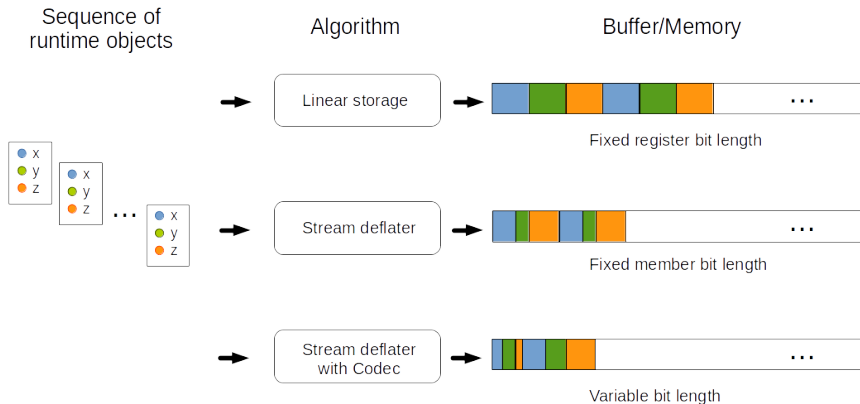 Sequence of
runtime objects
Algorithm
Buffer/Memory
Linear storage
...
Fixed register bit length
x
y
z
x
y
z
...
x
y
z
Stream deflater
...
Fixed member bit length
Stream deflater
with Codec
...
Variable bit length